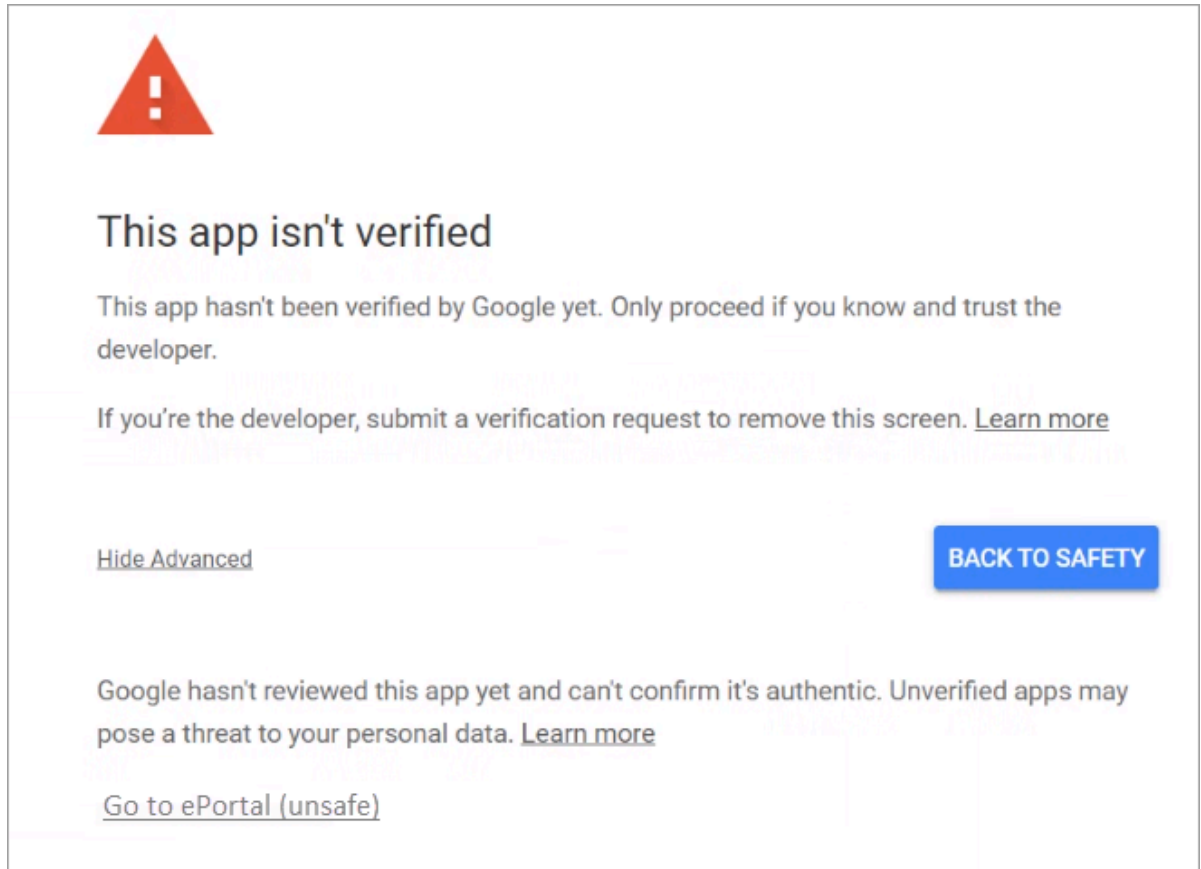 This app isn't verified
This app hasn't been verified by Google yet. Only proceed if you know and trust the
developer.
If you’re the developer, submit a verification request to remove this screen. Learn more
Hide Advanced
BACK TO SAFETY
Google hasn't reviewed this app yet and can't confirm it's authentic. Unverified apps may
pose a threat to your personal data. Learn more
Go to ePortal (unsafe)